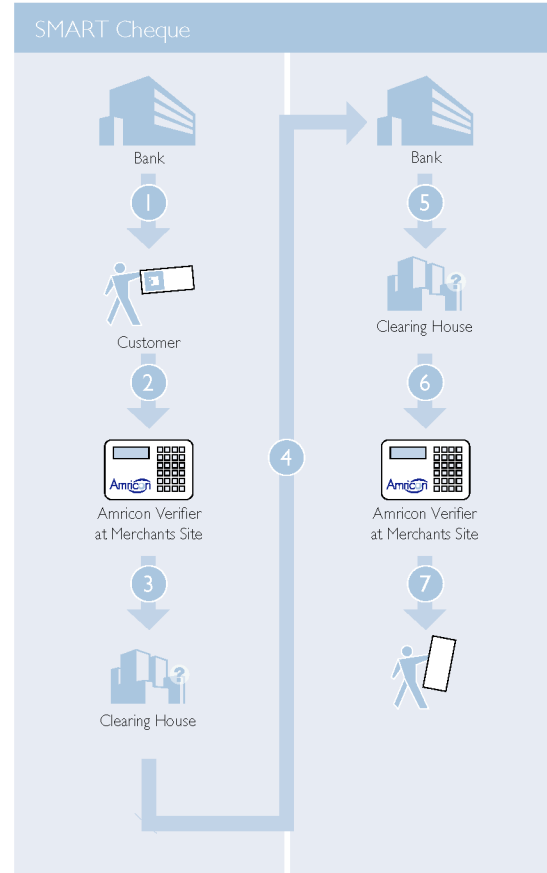 SMART Cheque
Bank
1
Customer
2
Amricon
Amricon Verifier
at Merchants Site
3
?
Clearing House
4
Bank
5
?
Clearing House
6
Amricon
Amricon Verifier
at Merchants Site
7